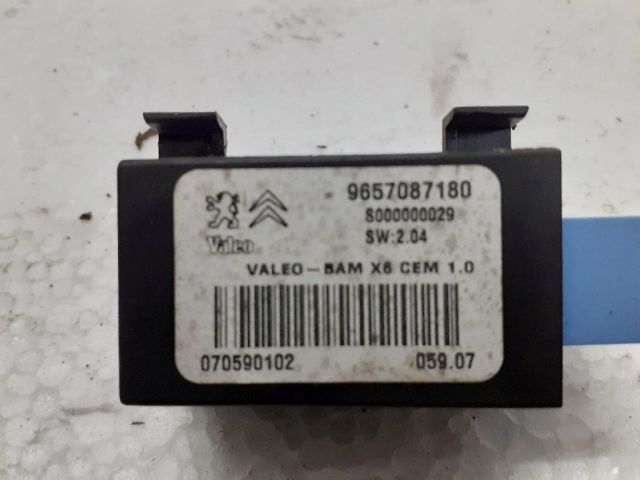 9657087180
S000000029
Valeo
SW:2.04
VALEO-BAM X6 CEM 1.0
070590102 059.07